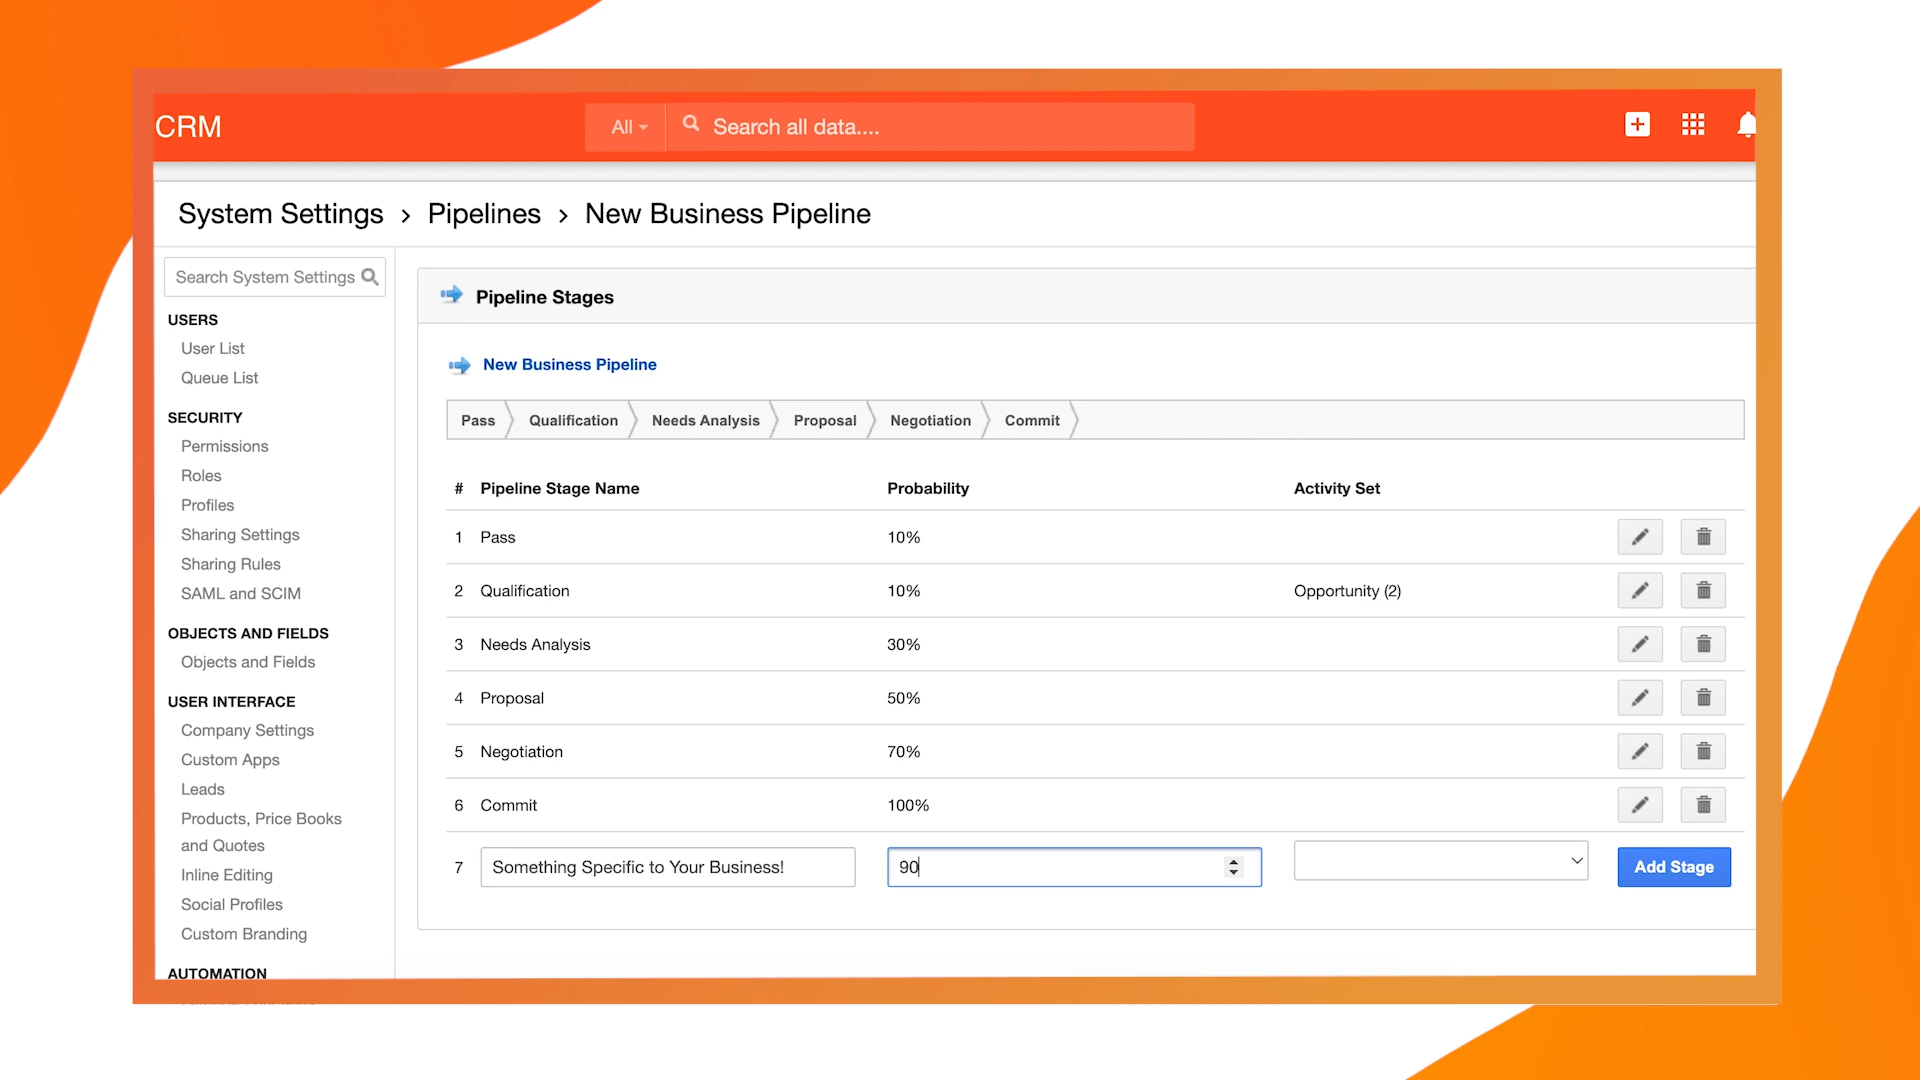 CRM
All
Search all data....
System Settings > Pipelines > New Business Pipeline
Search System Settings
USERS
User List
Queue List
SECURITY
Permissions
Roles
Profiles
Sharing Settings
Sharing Rules
SAML and SCIM
OBJECTS AND FIELDS
Objects and Fields
USER INTERFACE
Company Settings
Custom Apps
Leads
Products, Price Books
and Quotes
Inline Editing
Social Profiles
Custom Branding
AUTOMATION
Pipeline Stages
New Business Pipeline
Pass Qualification Needs Analysis Proposal Negotiation Commit
# Pipeline Stage Name Probability Activity Set
1 Pass 10%
2 Qualification 10% Opportunity (2)
3 Needs Analysis 30%
4 Proposal 50%
5 Negotiation 70%
6 Commit 100%
7 Something Specific to Your Business! 90 Add Stage